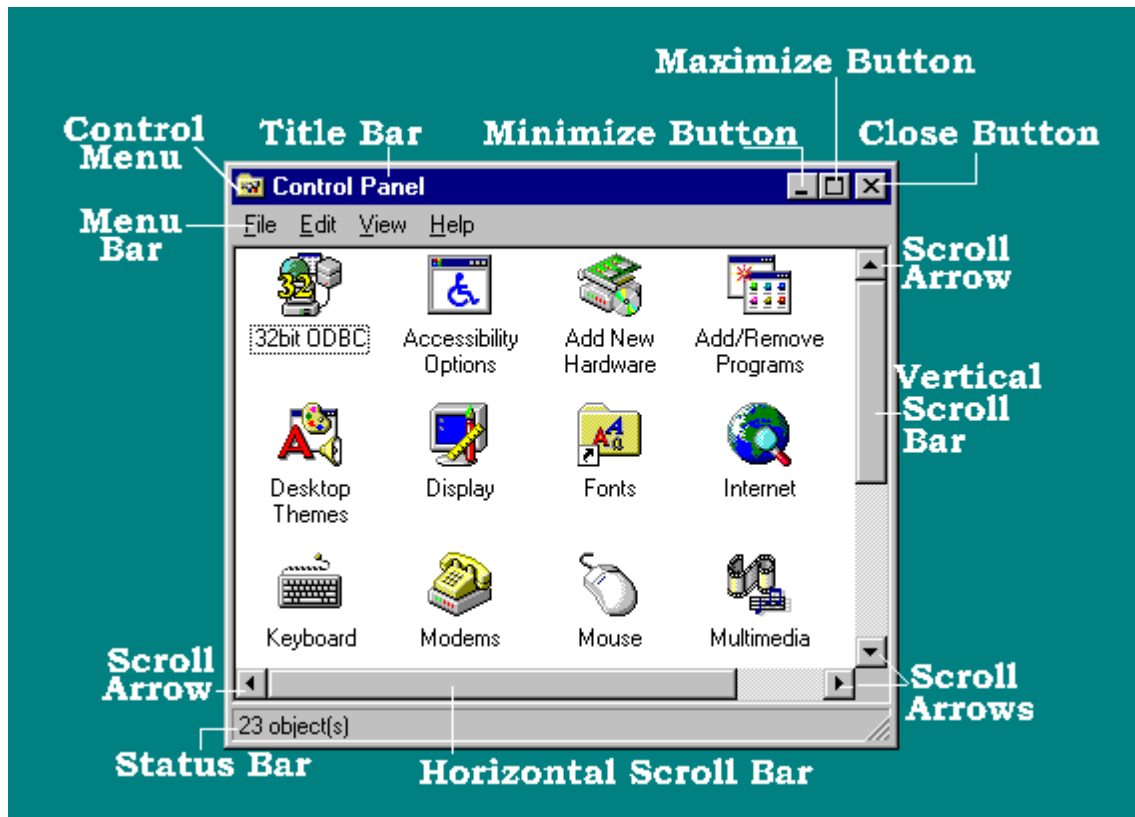 Maximize Button
Control
Menu
Title Bar
Minimize Button
Close Button
Control Panel
Menu
Bar
File Edit View Help
Scroll
Arrow
32
32bit ODBC
Accessibility
Options
Add New
Hardware
Add/Remove
Programs
Vertical
Scroll
Bar
Desktop
Themes
Display
Fonts
Internet
Keyboard
Modems
Mouse
Multimedia
Scroll
Arrow
Scroll
Arrows
23 object(s)
Status Bar
Horizontal Scroll Bar